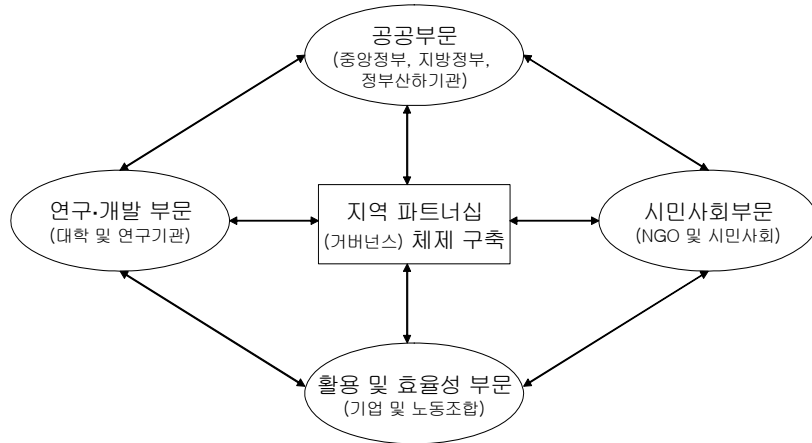 공공부문
(중앙정부, 지방정부,
정부산하기관)
연구·개발 부문
(대학 및 연구기관)
지역 파트너십
(거버넌스) 체제 구축
시민사회부문
(NGO 및 시민사회)
활용 및 효율성 부문
(기업 및 노동조합)